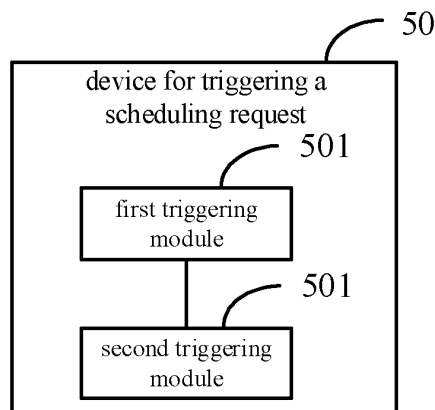 50
device for triggering a
scheduling request
501
first triggering
module
501
second triggering
module